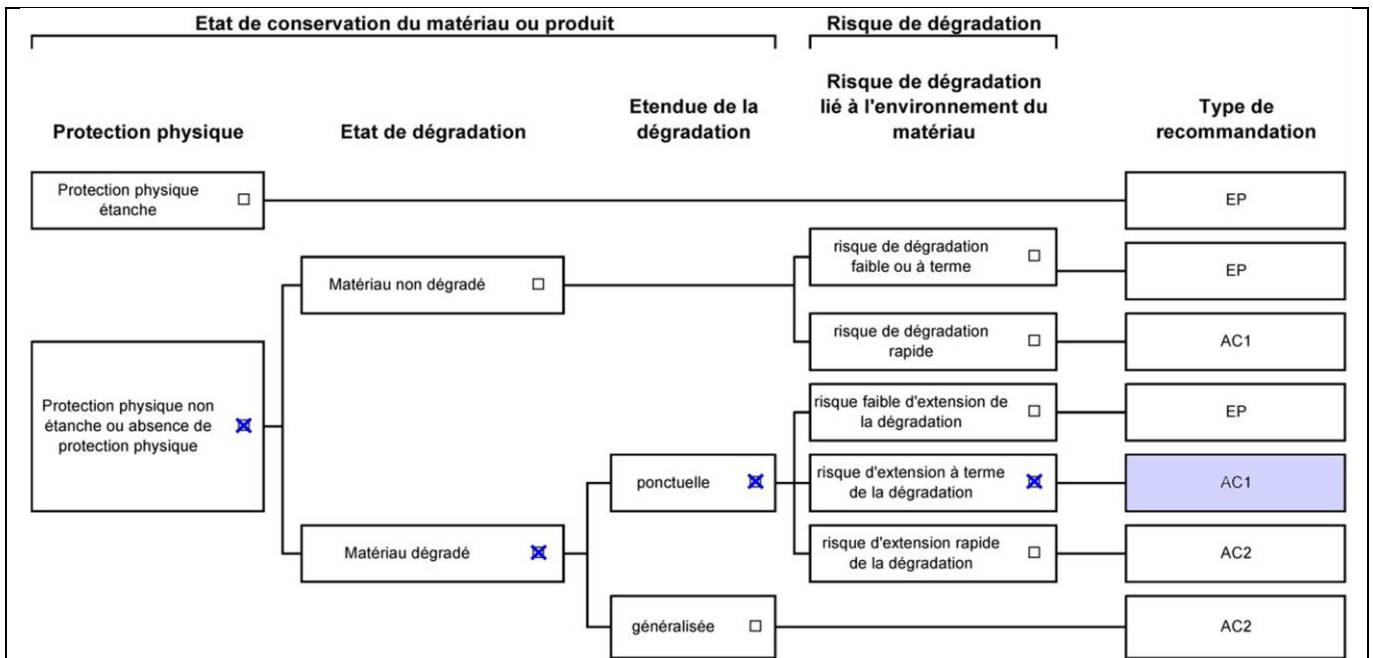 Etat de conservation du matériau ou produit
Risque de dégradation
Protection physique
Etat de dégradation
Etendue de la
dégradation
Risque de dégradation
lié à l'environnement du
matériau
Type de
recommandation
Protection physique
étanche
EP
Matériau non dégradé
risque de dégradation
faible ou à terme
EP
risque de dégradation
rapide
AC1
Protection physique non
étanche ou absence de
protection physique
risque faible d'extension de
la dégradation
EP
ponctuelle
risque d'extension à terme
de la dégradation
AC1
Matériau dégradé
risque d'extension rapide
de la dégradation
AC2
généralisée
AC2